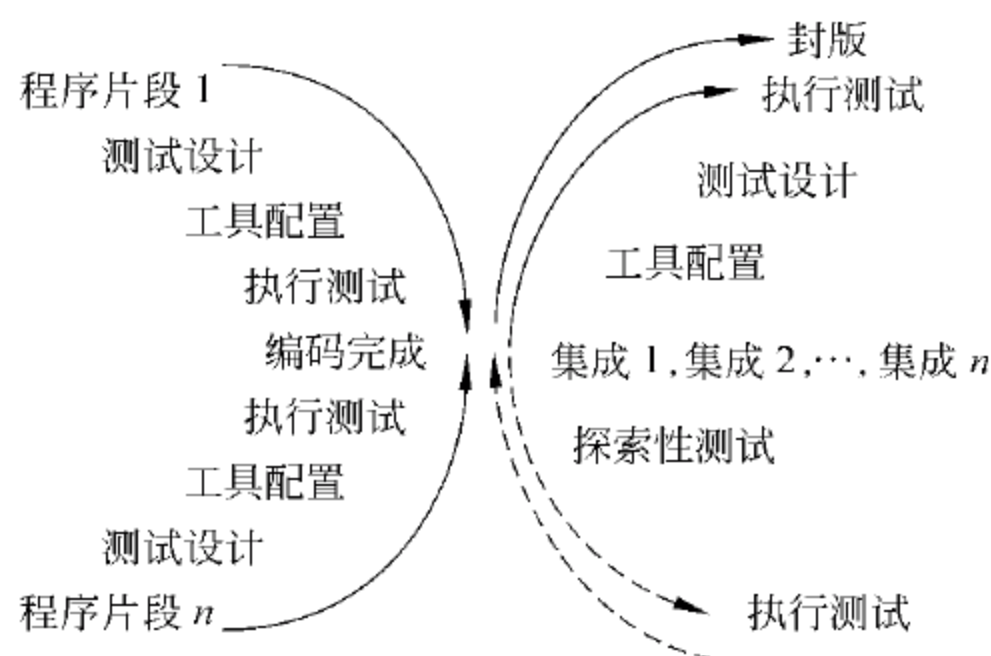 程序片段 1
测试设计
工具配置
执行测试
编码完成
执行测试
工具配置
测试设计
程序片段 n
封版
执行测试
测试设计
工具配置
集成 1,集成 2,…,集成 n
探索性测试
执行测试